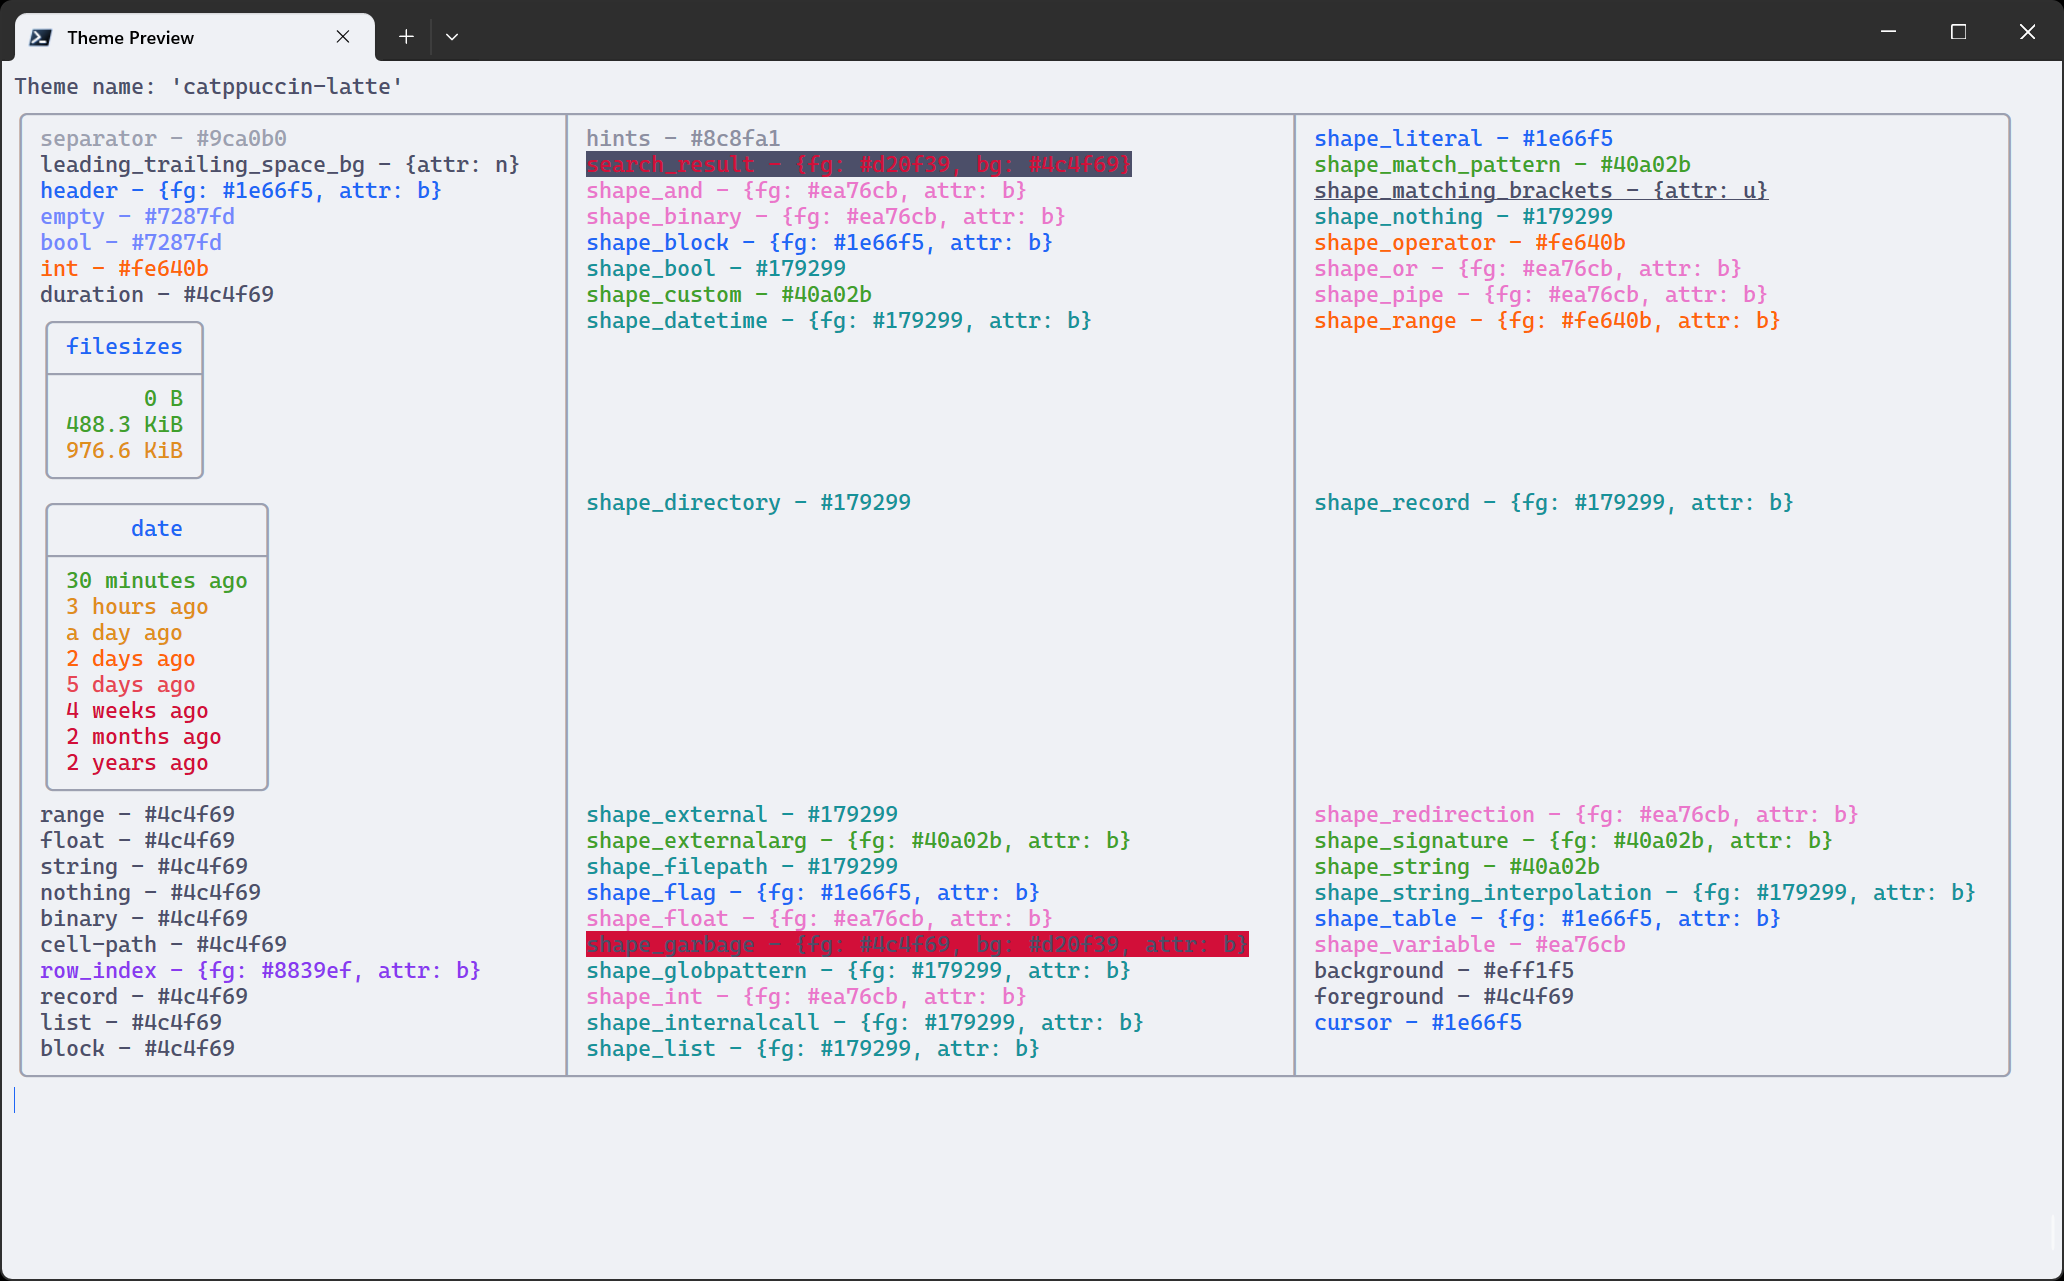 Theme Preview
Theme name: 'catppuccin-latte'
separator - #9ca0b0
leading_trailing_space_bg - {attr: n}
header - {fg: #1e66f5, attr: b}
empty - #7287fd
bool - #7287fd
int - #fe640b
duration - #4c4f69
filesizes
0 B
488.3 KiB
976.6 KiB
date
30 minutes ago
3 hours ago
a day ago
2 days ago
5 days ago
4 weeks ago
2 months ago
2 years ago
range - #4c4f69
float - #4c4f69
string - #4c4f69
nothing - #4c4f69
binary - #4c4f69
cell-path - #4c4f69
row_index - {fg: #8839ef, attr: b}
record - #4c4f69
list - #4c4f69
block - #4c4f69
hints - #8c8fa1
search_result - {fg: #d20f39, bg: #4c4f69}
shape_and - {fg: #ea76cb, attr: b}
shape_binary - {fg: #ea76cb, attr: b}
shape_block - {fg: #1e66f5, attr: b}
shape_bool - #179299
shape_custom - #40a02b
shape_datetime - {fg: #179299, attr: b}
shape_directory - #179299
shape_external - #179299
shape_externalarg - {fg: #40a02b, attr: b}
shape_filepath - #179299
shape_flag - {fg: #1e66f5, attr: b}
shape_float - {fg: #ea76cb, attr: b}
shape_garbage - {fg: #4c4f69, bg: #d20f39, attr: b}
shape_globpattern - {fg: #179299, attr: b}
shape_int - {fg: #ea76cb, attr: b}
shape_internalcall - {fg: #179299, attr: b}
shape_list - {fg: #179299, attr: b}
shape_literal - #1e66f5
shape_match_pattern - #40a02b
shape_matching_brackets - {attr: u}
shape_nothing - #179299
shape_operator - #fe640b
shape_or - {fg: #ea76cb, attr: b}
shape_pipe - {fg: #ea76cb, attr: b}
shape_range - {fg: #fe640b, attr: b}
shape_record - {fg: #179299, attr: b}
shape_redirection - {fg: #ea76cb, attr: b}
shape_signature - {fg: #40a02b, attr: b}
shape_string - #40a02b
shape_string_interpolation - {fg: #179299, attr: b}
shape_table - {fg: #1e66f5, attr: b}
shape_variable - #ea76cb
background - #eff1f5
foreground - #4c4f69
cursor - #1e66f5